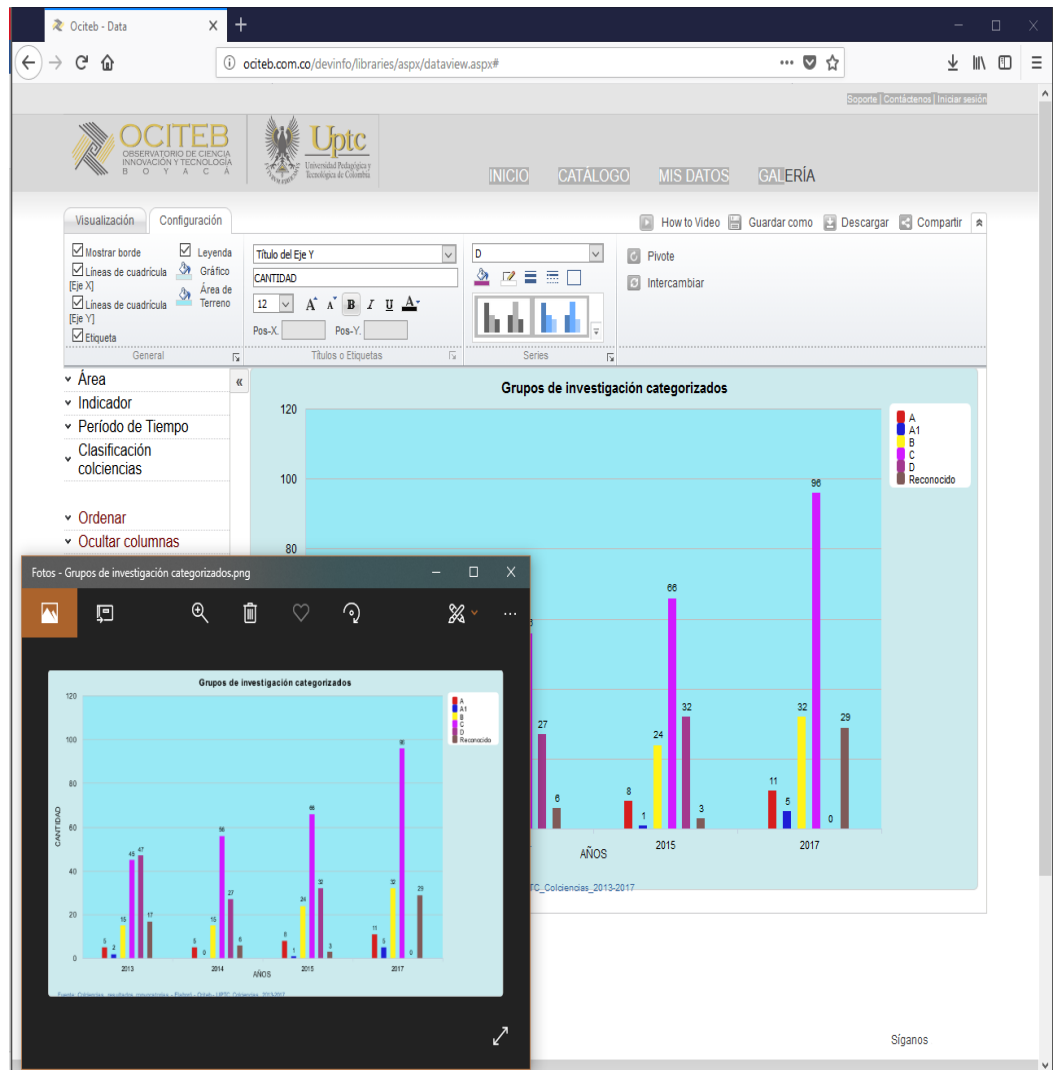 Ociteb - Data
ociteb.com.co/devinfo/libraries/aspx/dataview.aspx#
Soporte | Contáctenos | Iniciar sesión
OCITEB
OBSERVATORIO DE CIENCIA
INNOVACIÓN Y TECNOLOGÍA
B O Y A C Á
Uptc
Universidad Pedagógica y
Tecnológica de Colombia
INICIO CATÁLOGO MIS DATOS GALERÍA
Visualización Configuración
How to Video Guardar como Descargar Compartir
Mostrar borde
Líneas de cuadrícula
[Eje X]
Líneas de cuadrícula
[Eje Y]
Etiqueta
Leyenda
Gráfico
Área de
Terreno
General
Título del Eje Y
CANTIDAD
12 A A B I U A
Pos-X. Pos-Y.
Títulos o Etiquetas
D
Series
Pivote
Intercambiar
Área
Indicador
Período de Tiempo
Clasificación
colciencias
Ordenar
Ocultar columnas
Grupos de investigación categorizados
120
100
80
A
A1
B
C
D
Reconocido
27 6
8 1 24 66 32 3
11 5 32 96 0 29
2015 2017
AÑOS
TC_Colciencias_2013-2017
Fotos - Grupos de investigación categorizados.png
Grupos de investigación categorizados
120
100
80
60
40
20
0
CANTIDAD
A
A1
B
C
D
Reconocido
5 2 15 45 47 17
5 0 15 56 27 6
8 1 24 66 32 3
11 5 32 96 0 29
2013 2014 2015 2017
AÑOS
Síganos